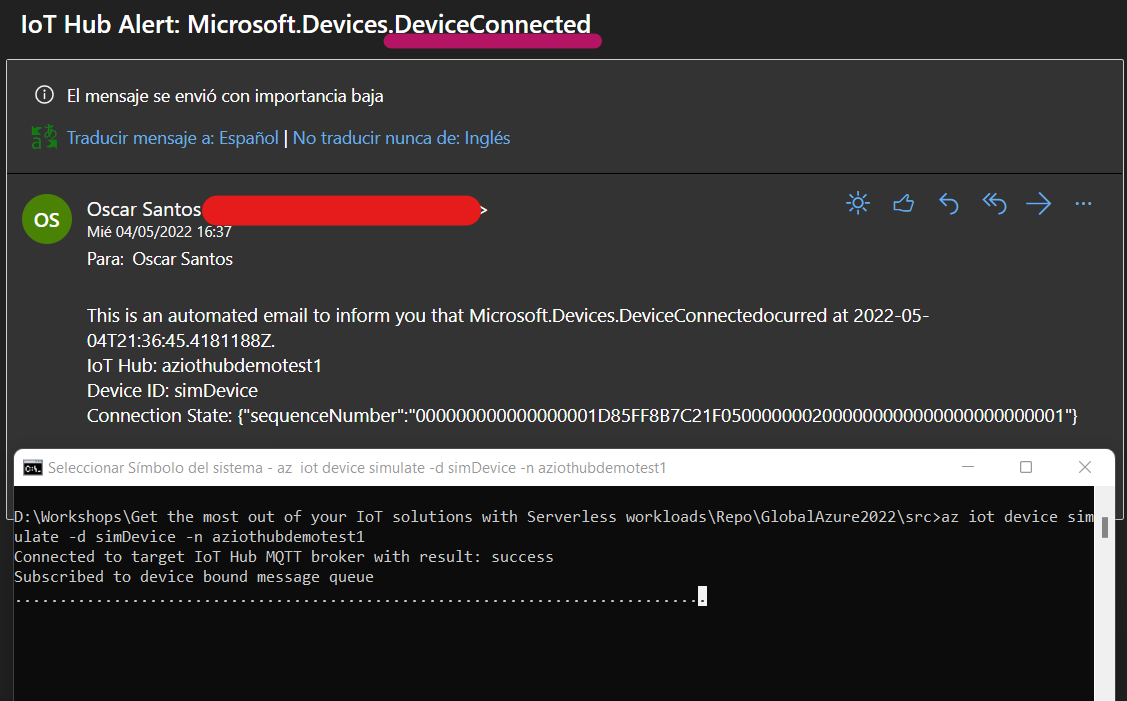 IoT Hub Alert: Microsoft.Devices.DeviceConnected
El mensaje se envió con importancia baja
Traducir mensaje a: Español | No traducir nunca de: Inglés
OS
Oscar Santos >
Mié 04/05/2022 16:37
Para: Oscar Santos
This is an automated email to inform you that Microsoft.Devices.DeviceConnectedocurred at 2022-05-
04T21:36:45.4181188Z.
IoT Hub: aziothubdemotest1
Device ID: simDevice
Connection State: {"sequenceNumber":"000000000000000001D85FF8B7C21F0500000002000000000000000000000001"}
Seleccionar Símbolo del sistema - az iot device simulate -d simDevice -n aziothubdemotest1
D:\Workshops\Get the most out of your IoT solutions with Serverless workloads\Repo\GlobalAzure2022\src>az iot device sim
ulate -d simDevice -n aziothubdemotest1
Connected to target IoT Hub MQTT broker with result: success
Subscribed to device bound message queue
............................................................................